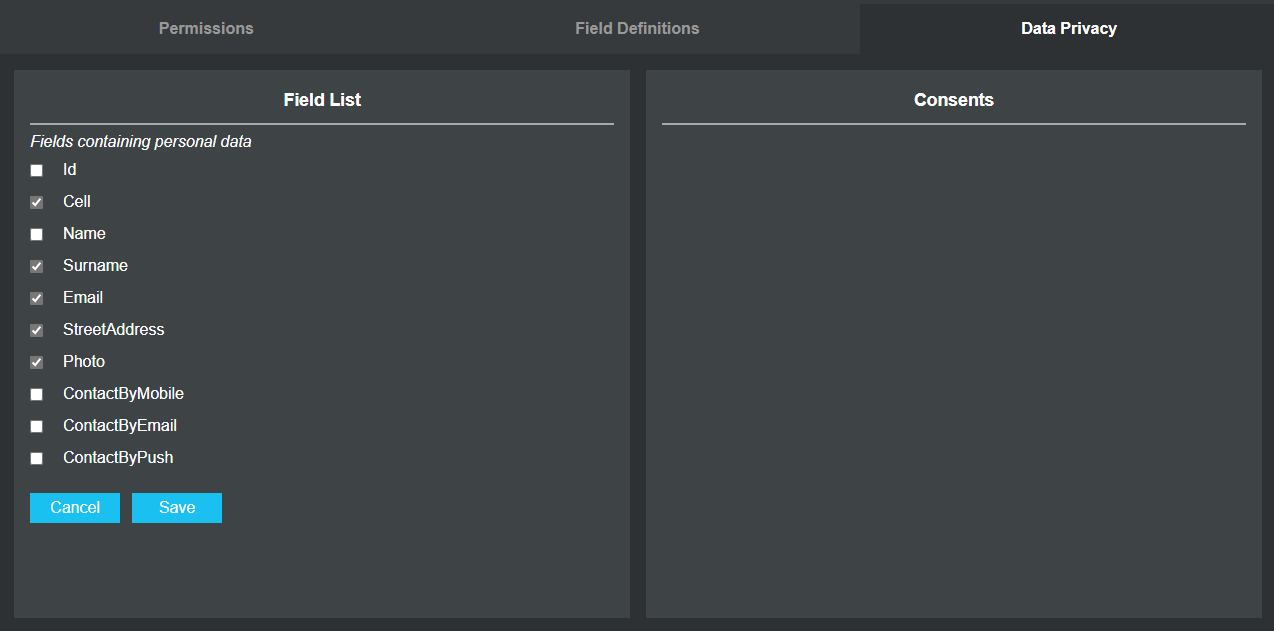 Permissions
Field Definitions
Data Privacy
Field List
Fields containing personal data
Id
Cell
Name
Surname
Email
StreetAddress
Photo
ContactByMobile
ContactByEmail
ContactByPush
Cancel
Save
Consents